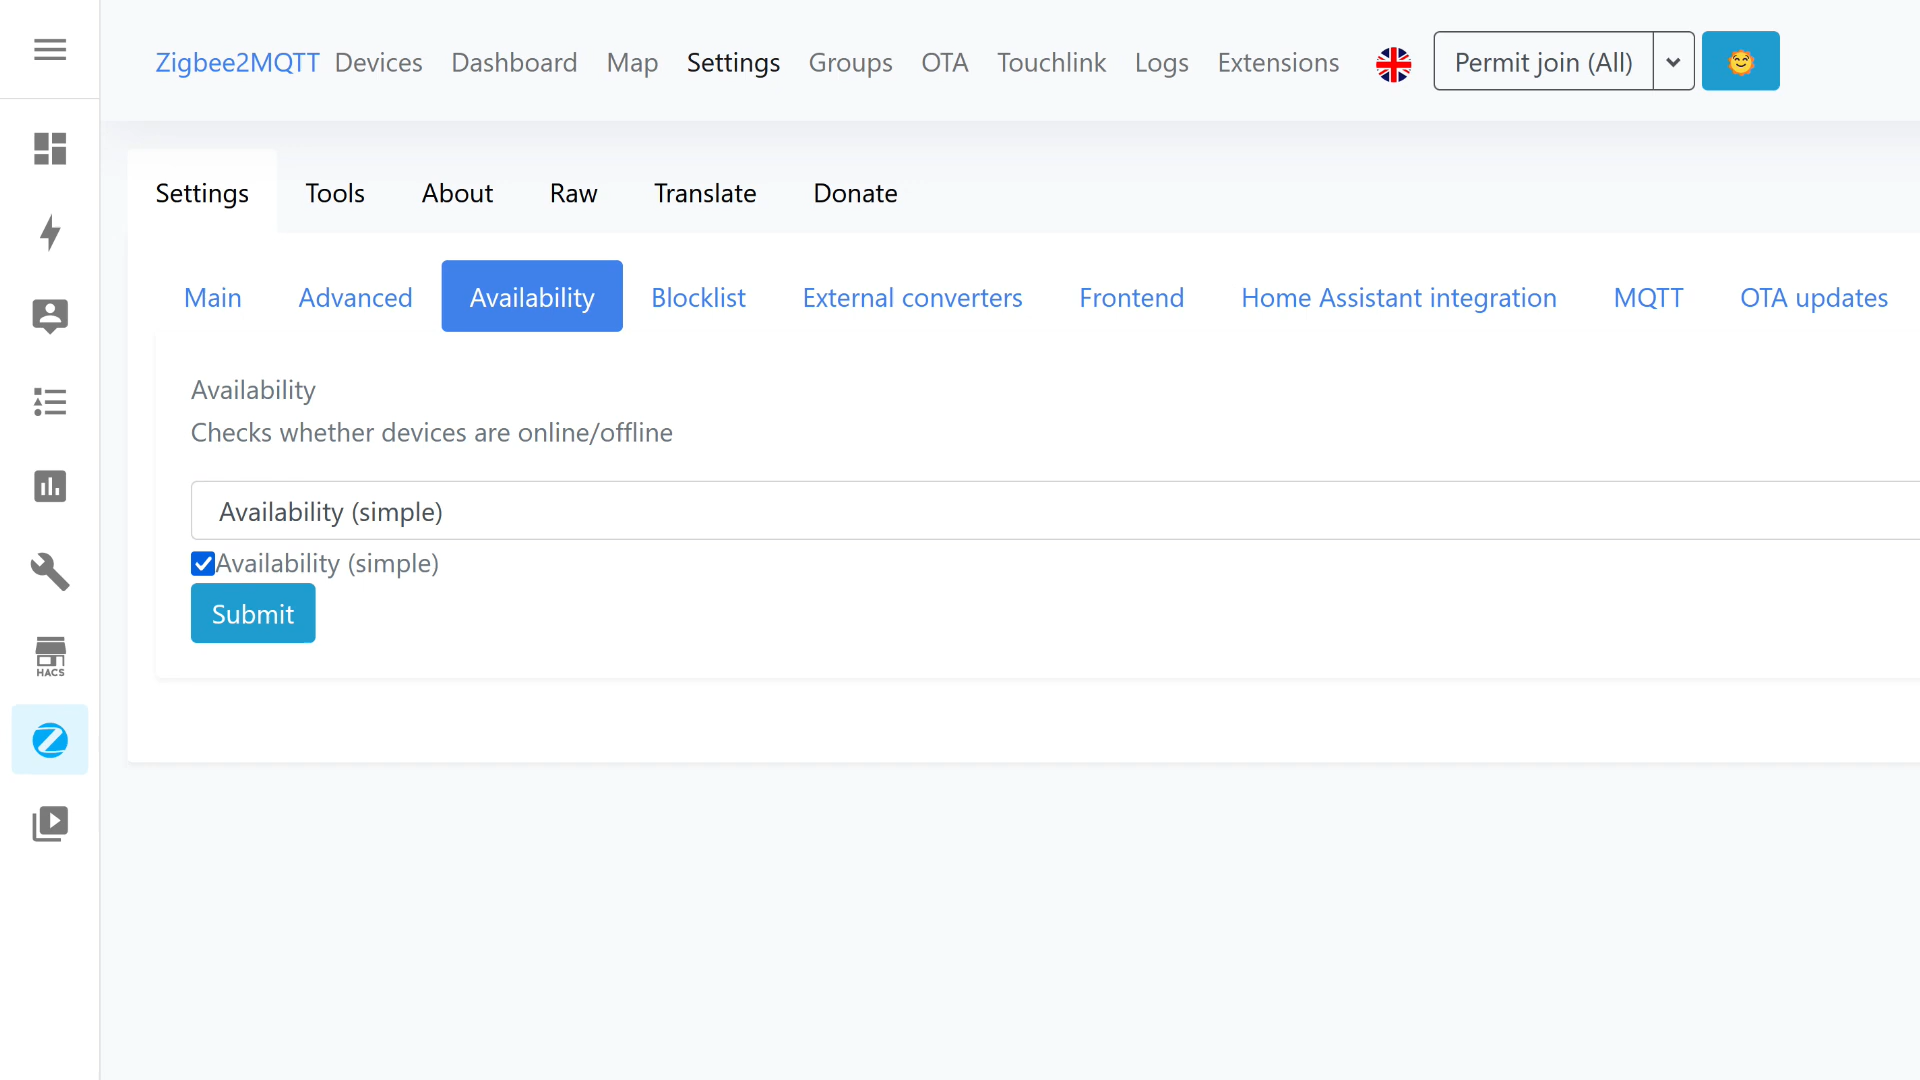 Zigbee2MQTT Devices Dashboard Map Settings Groups OTA Touchlink Logs Extensions Permit join (All)
Settings Tools About Raw Translate Donate
Main Advanced Availability Blocklist External converters Frontend Home Assistant integration MQTT OTA updates
Availability
Checks whether devices are online/offline
Availability (simple)
Availability (simple)
Submit
HACS